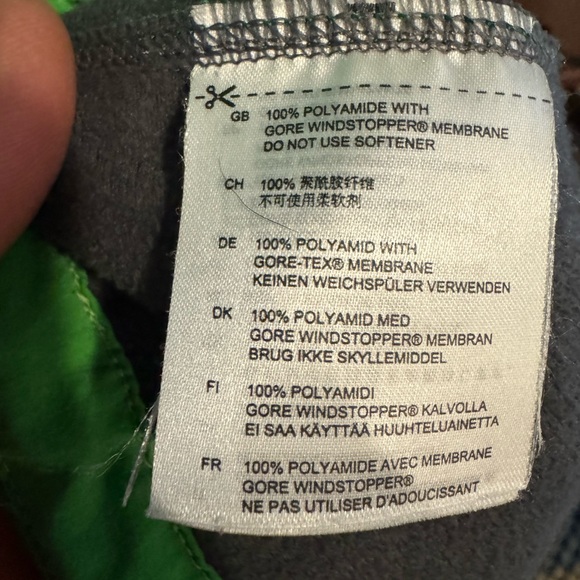 GB 100% POLYAMIDE WITH
GORE WINDSTOPPER® MEMBRANE
DO NOT USE SOFTENER
CH 100% 聚酰胺纤维
不可使用柔软剂
DE 100% POLYAMID WITH
GORE-TEX® MEMBRANE
KEINEN WEICHSPÜLER VERWENDEN
DK 100% POLYAMID MED
GORE WINDSTOPPER® MEMBRAN
BRUG IKKE SKYLLEMIDDEL
FI 100% POLYAMIDI
GORE WINDSTOPPER® KALVOLLA
EI SAA KÄYTTÄÄ HUUHTELUAINETTA
FR 100% POLYAMIDE AVEC MEMBRANE
GORE WINDSTOPPER®
NE PAS UTILISER D'ADOUCISSANT